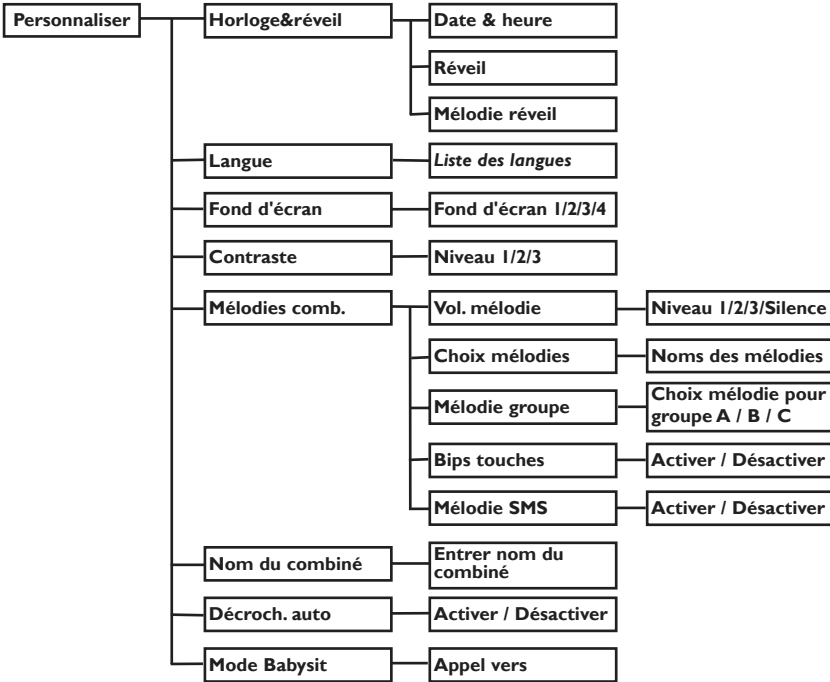 Personnaliser
Horloge&réveil
Date & heure
Réveil
Mélodie réveil
Langue
Liste des langues
Fond d'écran
Fond d'écran 1/2/3/4
Contraste
Niveau 1/2/3
Mélodies comb.
Vol. mélodie
Niveau 1/2/3/Silence
Choix mélodies
Noms des mélodies
Mélodie groupe
Choix mélodie pour
groupe A / B / C
Bips touches
Activer / Désactiver
Mélodie SMS
Activer / Désactiver
Nom du combiné
Entrer nom du
combiné
Décroch. auto
Activer / Désactiver
Mode Babysit
Appel vers